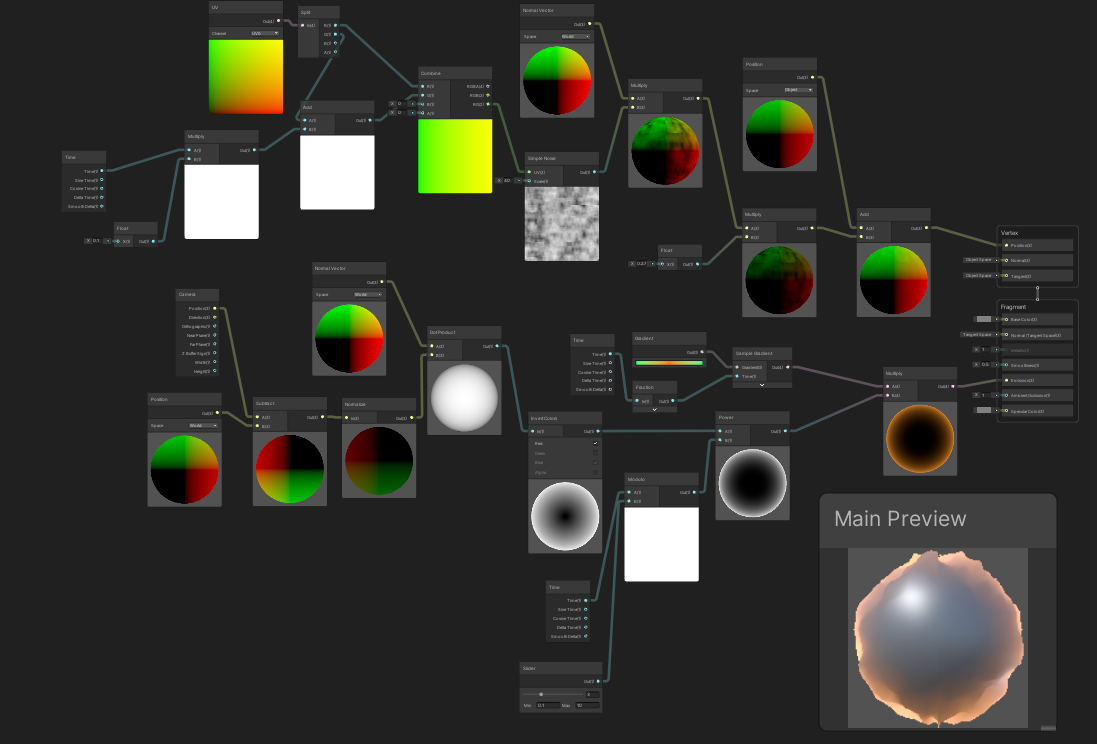 UV
Out(4)
Channel UV0
Split
In(4) R(1)
G(1)
B(1)
A(1)
Combine
R(1) RGBA(4)
G(1) RGB(3)
B(1) RG(2)
A(1)
Add
A(1) Out(1)
B(1)
Multiply
A(1) Out(1)
B(1)
Time
Time(1)
Sine Time(1)
Cosine Time(1)
Delta Time(1)
Smooth Delta(1)
Float
X 0.1 X(1) Out(1)
Normal Vector
Out(3)
Space World
Simple Noise
UV(2) Out(1)
Scale(1)
Multiply
A(3) Out(3)
B(3)
Position
Out(3)
Space Object
Multiply
A(3) Out(3)
B(3)
Float
X(1) Out(1)
Add
A(3) Out(3)
B(3)
Vertex
Position(3)
Object Space Normal(3)
Object Space Tangent(3)
Fragment
Base Color(3)
Tangent Space Normal (Tangent Space)(3)
Smoothness(1)
Emission(3)
X 1 Ambient Occlusion(1)
Specular Color(3)
Camera
Position(3)
Direction(3)
Orthographic(1)
Near Plane(1)
Far Plane(1)
Z Buffer Sign(1)
Width(1)
Height(1)
Normal Vector
Out(3)
Space World
Position
Out(3)
Space World
Subtract
A(3) Out(3)
B(3)
Normalize
In(3) Out(3)
Dot Product
A(3) Out(1)
B(3)
Invert Colors
In(1) Out(1)
Red
Green
Blue
Alpha
Time
Time(1)
Sine Time(1)
Cosine Time(1)
Delta Time(1)
Smooth Delta(1)
Gradient
Out(1)
Fraction
In(1) Out(1)
Sample Gradient
Gradient(1) Out(4)
Time(1)
Power
A(1) Out(1)
B(1)
Multiply
A(4) Out(4)
B(4)
Modulo
A(1) Out(1)
B(1)
Time
Time(1)
Sine Time(1)
Cosine Time(1)
Delta Time(1)
Smooth Delta(1)
Slider
Out(1)
Min 0.1 Max 10
Main Preview